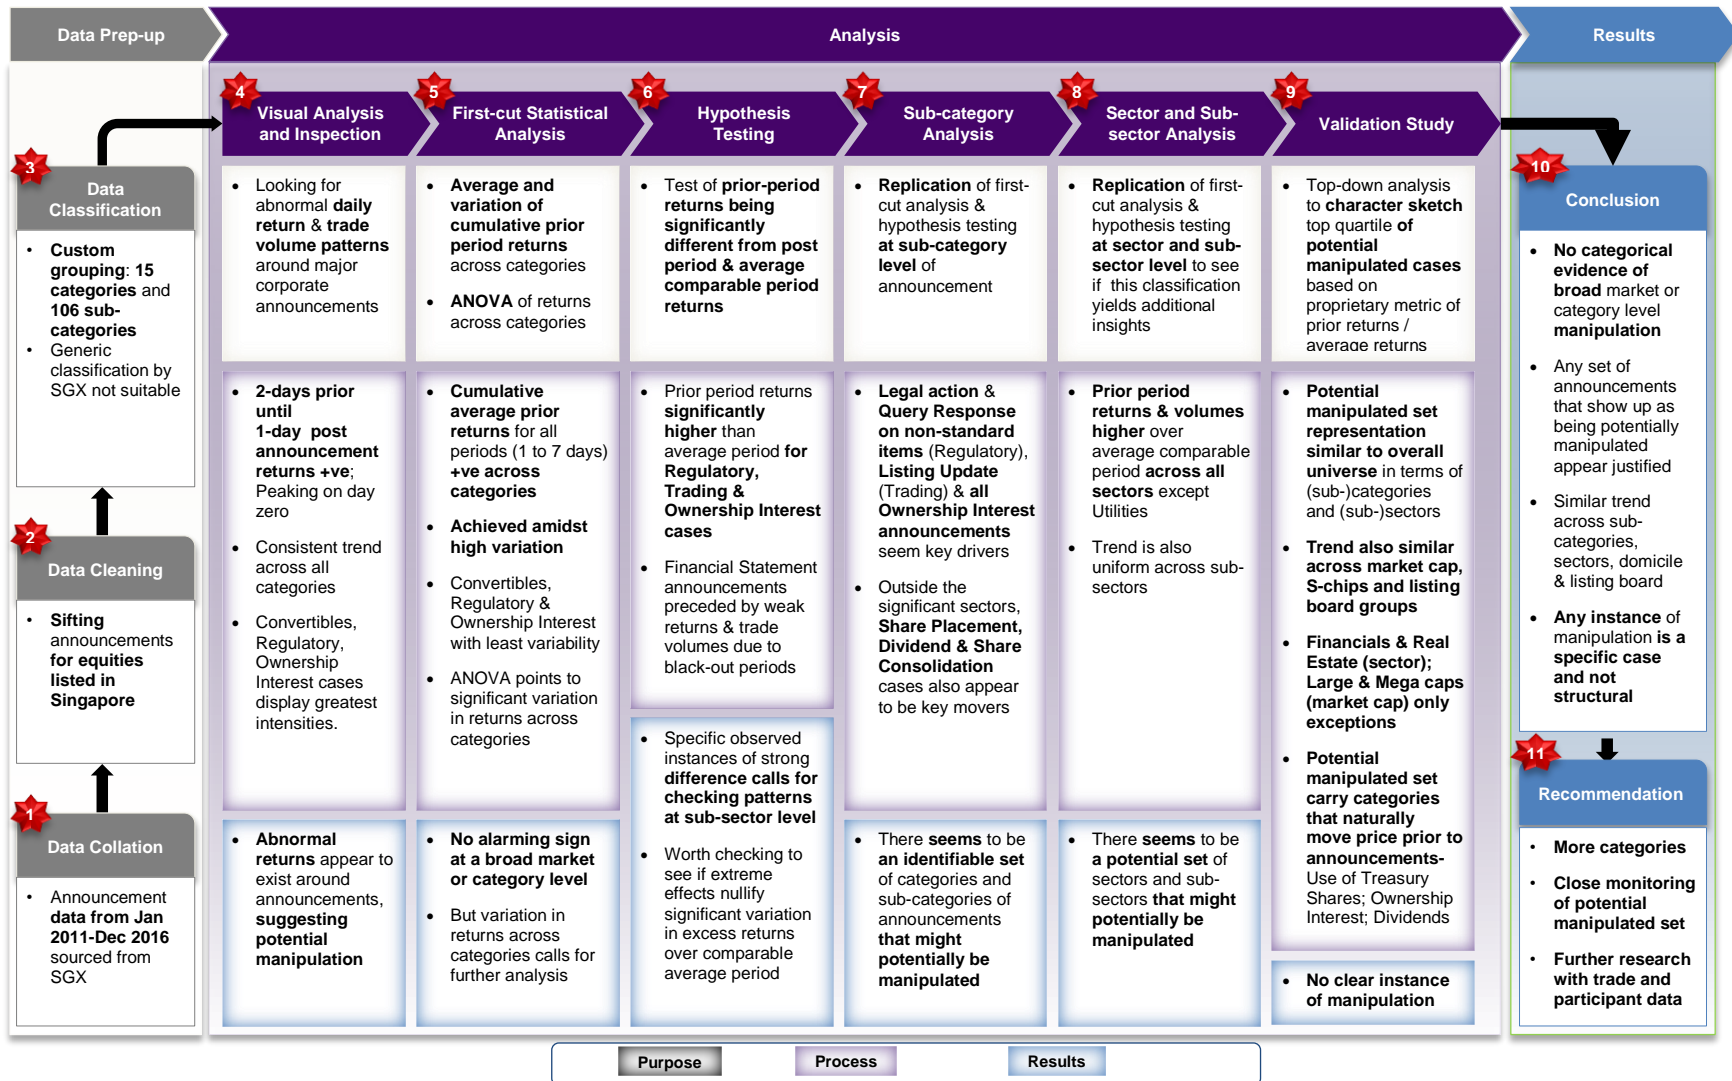 Data Prep-up
Analysis
Results
3
Data
Classification
• Custom
grouping: 15
categories and
106 sub-
categories
• Generic
classification by
SGX not suitable
2
Data Cleaning
• Sifting
announcements
for equities
listed in
Singapore
1
Data Collation
• Announcement
data from Jan
2011-Dec 2016
sourced from
SGX
4
Visual Analysis
and Inspection
• Looking for
abnormal daily
return & trade
volume patterns
around major
corporate
announcements
• 2-days prior
until
1-day post
announcement
returns +ve;
Peaking on day
zero
• Consistent trend
across all
categories
• Convertibles,
Regulatory,
Ownership
Interest cases
display greatest
intensities.
• Abnormal
returns appear to
exist around
announcements,
suggesting
potential
manipulation
5
First-cut Statistical
Analysis
• Average and
variation of
cumulative prior
period returns
across categories
• ANOVA of returns
across categories
• Cumulative
average prior
returns for all
periods (1 to 7 days)
+ve across
categories
• Achieved amidst
high variation
• Convertibles,
Regulatory &
Ownership Interest
with least variability
• ANOVA points to
significant variation
in returns across
categories
• No alarming sign
at a broad market
or category level
• But variation in
returns across
categories calls for
further analysis
6
Hypothesis
Testing
• Test of prior-period
returns being
significantly
different from post
period & average
comparable period
returns
• Prior period returns
significantly
higher than
average period for
Regulatory,
Trading &
Ownership Interest
cases
• Financial Statement
announcements
preceded by weak
returns & trade
volumes due to
black-out periods
• Specific observed
instances of strong
difference calls for
checking patterns
at sub-sector level
• Worth checking to
see if extreme
effects nullify
significant variation
in excess returns
over comparable
average period
7
Sub-category
Analysis
• Replication of first-
cut analysis &
hypothesis testing
at sub-category
level of
announcement
• Legal action &
Query Response
on non-standard
items (Regulatory),
Listing Update
(Trading) & all
Ownership Interest
announcements
seem key drivers
• Outside the
significant sectors,
Share Placement,
Dividend & Share
Consolidation
cases also appear
to be key movers
• There seems to be
an identifiable set
of categories and
sub-categories of
announcements
that might
potentially be
manipulated
8
Sector and Sub-
sector Analysis
• Replication of first-
cut analysis &
hypothesis testing
at sector and sub-
sector level to see
if this classification
yields additional
insights
• Prior period
returns & volumes
higher over
average comparable
period across all
sectors except
Utilities
• Trend is also
uniform across sub-
sectors
• There seems to be
a potential set of
sectors and sub-
sectors that might
potentially be
manipulated
9
Validation Study
• Top-down analysis
to character sketch
top quartile of
potential
manipulated cases
based on
proprietary metric of
prior returns /
average returns
• Potential
manipulated set
representation
similar to overall
universe in terms of
(sub-)categories
and (sub-)sectors
• Trend also similar
across market cap,
S-chips and listing
board groups
• Financials & Real
Estate (sector);
Large & Mega caps
(market cap) only
exceptions
• Potential
manipulated set
carry categories
that naturally
move price prior to
announcements-
Use of Treasury
Shares; Ownership
Interest; Dividends
• No clear instance
of manipulation
10
Conclusion
• No categorical
evidence of
broad market or
category level
manipulation
• Any set of
announcements
that show up as
being potentially
manipulated
appear justified
• Similar trend
across sub-
categories,
sectors, domicile
& listing board
• Any instance of
manipulation is a
specific case
and not
structural
11
Recommendation
• More categories
• Close monitoring
of potential
manipulated set
• Further research
with trade and
participant data
Purpose
Process
Results